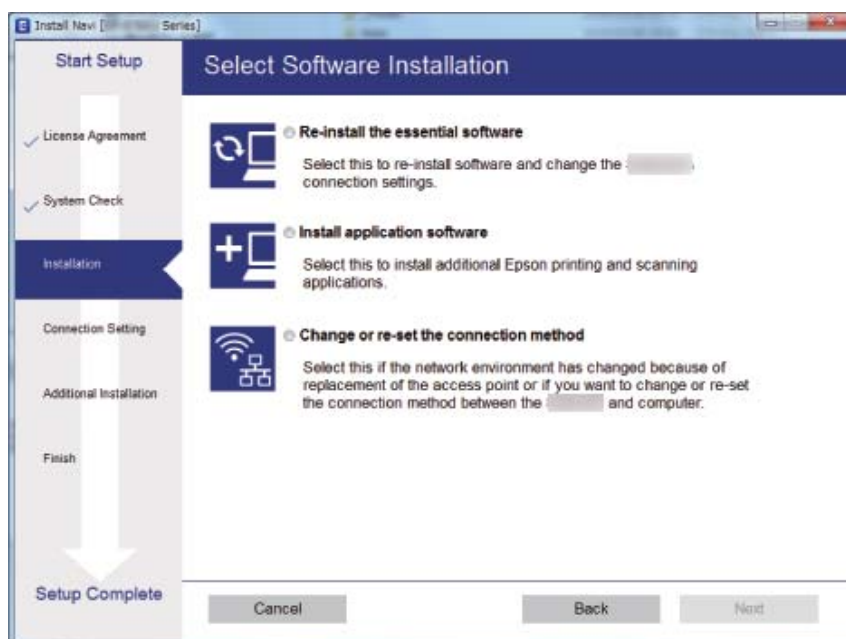 Install Navi [ Series]
Start Setup
License Agreement
System Check
Installation
Connection Setting
Additional Installation
Finish
Setup Complete
Select Software Installation
Re-install the essential software
Select this to re-install software and change the
connection settings.
Install application software
Select this to install additional Epson printing and scanning
applications.
Change or re-set the connection method
Select this if the network environment has changed because of
replacement of the access point or if you want to change or re-set
the connection method between the and computer.
Cancel
Back
Next